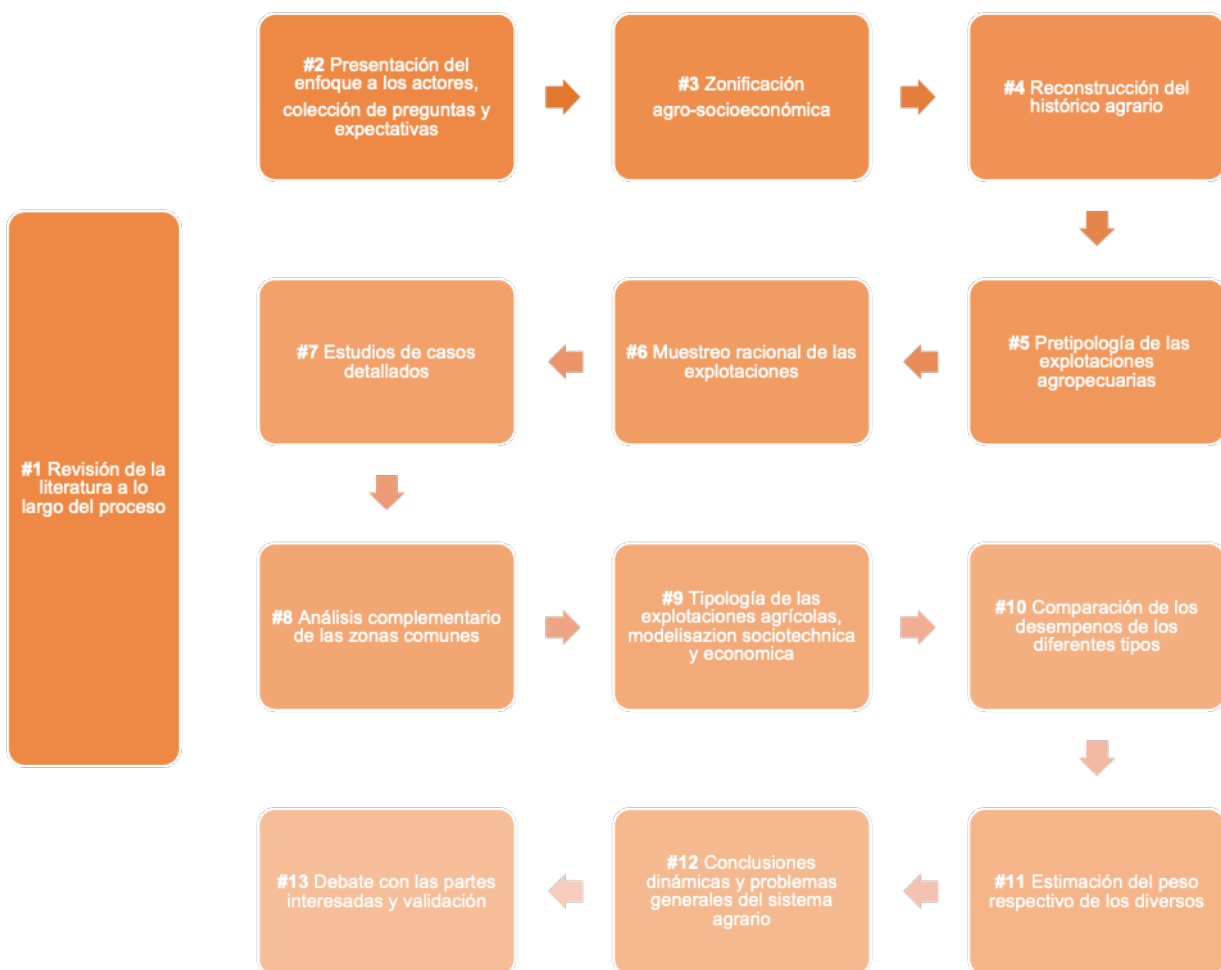 #2 Presentación del
enfoque a los actores,
colección de preguntas y
expectativas
#3 Zonificación
agro-socioeconómica
#4 Reconstrucción del
histórico agrario
#1 Revisión de la
literatura a lo
largo del proceso
#7 Estudios de casos
detallados
#6 Muestreo racional de las
explotaciones
#5 Pretipología de las
explotaciones
agropecuarias
#8 Análisis complementario
de las zonas comunes
#9 Tipología de las
explotaciones agrícolas,
modelisazion sociotechnica
y economica
#10 Comparación de los
desempenos de los
diferentes tipos
#13 Debate con las partes
interesadas y validación
#12 Conclusiones
dinámicas y problemas
generales del sistema
agrario
#11 Estimación del peso
respectivo de los diversos